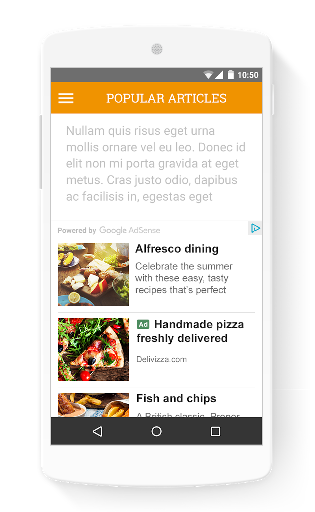 10:50
POPULAR ARTICLES
Nullam quis risus eget urna
mollis ornare vel eu leo. Donec id
elit non mi porta gravida at eget
metus. Cras justo odio, dapibus
ac facilisis in, egestas eget
Powered by Google AdSense
Alfresco dining
Celebrate the summer
with these easy, tasty
recipes that's perfect
Ad Handmade pizza
freshly delivered
Delivizza.com
Fish and chips
A British classic. Proper